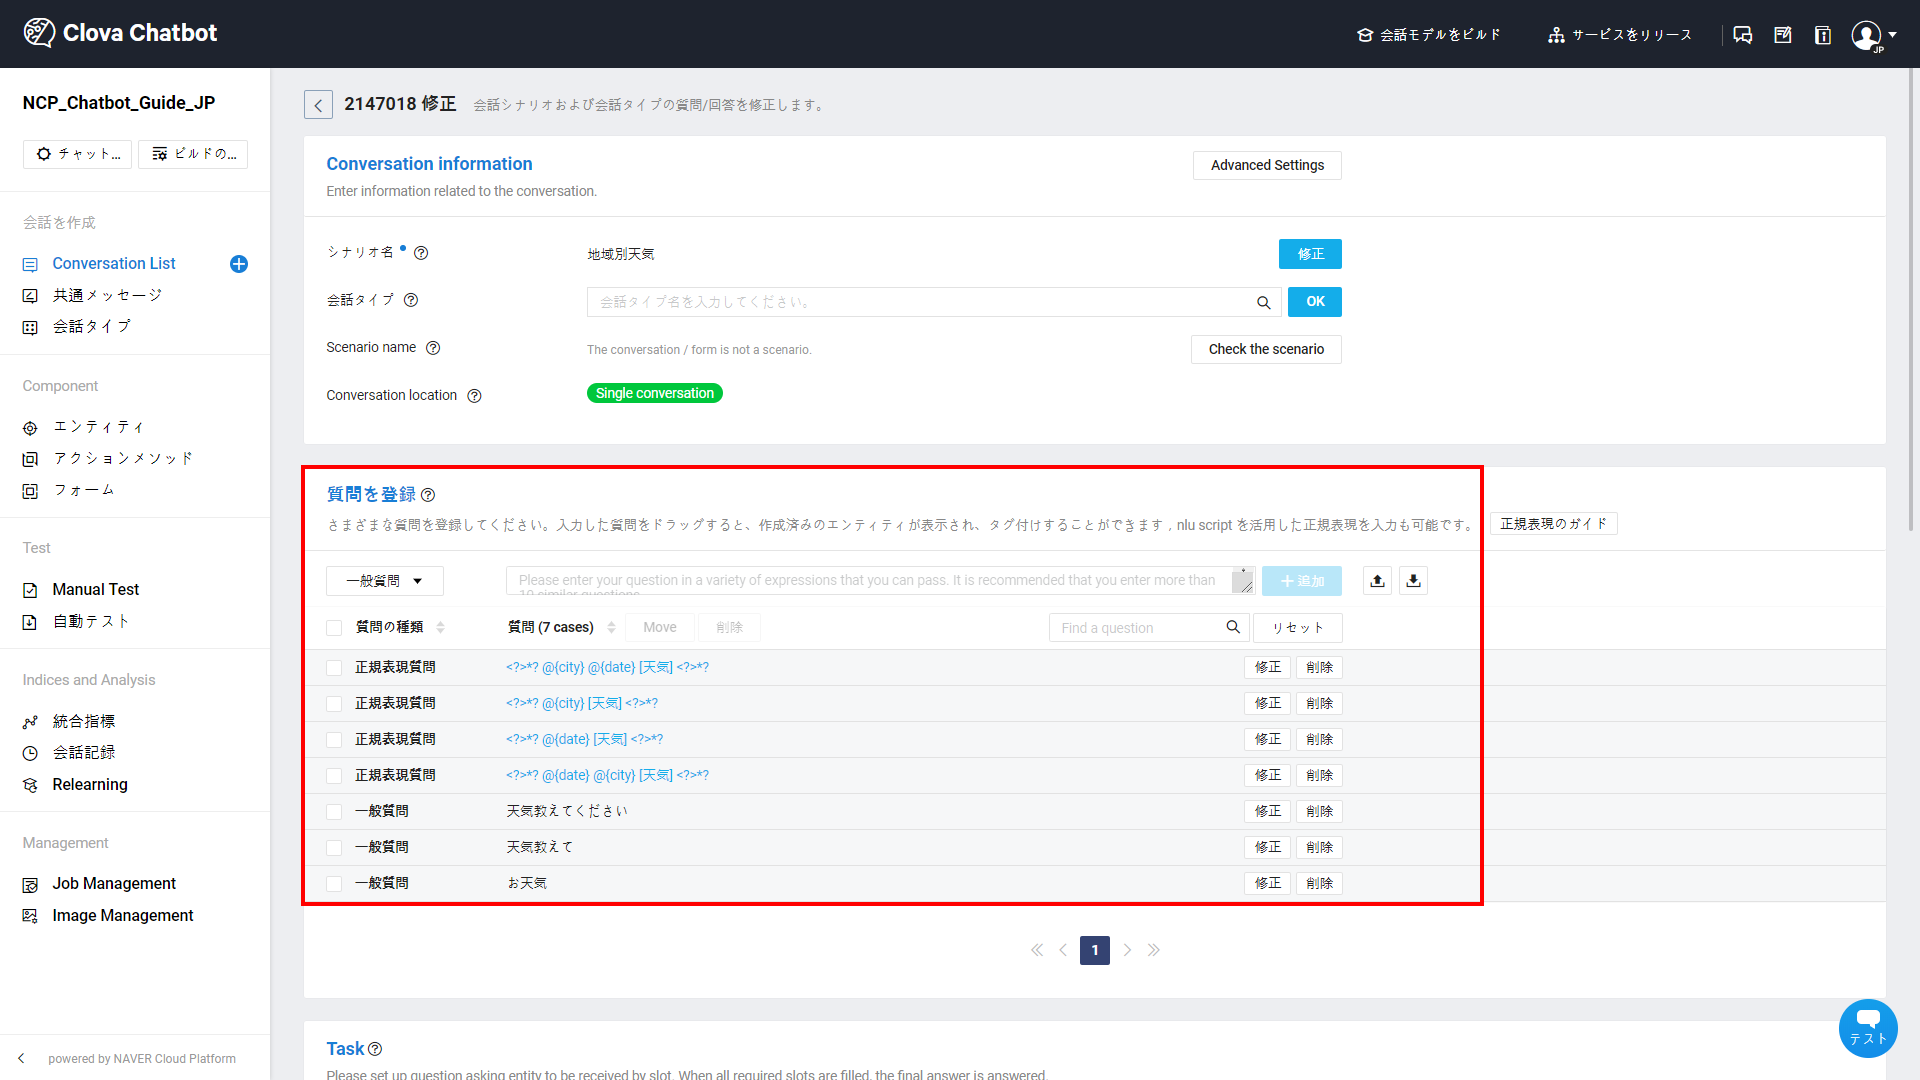 Clova Chatbot
会話モデルをビルド
サービスをリリース
JP
NCP_Chatbot_Guide_JP
チャット...
ビルドの...
会話を作成
Conversation List
共通メッセージ
会話タイプ
Component
エンティティ
アクションメソッド
フォーム
Test
Manual Test
自動テスト
Indices and Analysis
統合指標
会話記録
Relearning
Management
Job Management
Image Management
powered by NAVER Cloud Platform
2147018 修正 会話シナリオおよび会話タイプの質問/回答を修正します。
Conversation information
Advanced Settings
Enter information related to the conversation.
シナリオ名
地域別天気
修正
会話タイプ
会話タイプ名を入力してください。
OK
Scenario name
The conversation / form is not a scenario.
Check the scenario
Conversation location
Single conversation
質問を登録
さまざまな質問を登録してください。入力した質問をドラッグすると、作成済みのエンティティが表示され、タグ付けすることができます , nlu script を活用した正規表現を入力も可能です。
正規表現のガイド
一般質問
Please enter your question in a variety of expressions that you can pass. It is recommended that you enter more than
10 similar questions.
+ 追加
質問の種類
質問 (7 cases)
Move
削除
Find a question
リセット
正規表現質問 <?>*? @{city} @{date} [天気] <?>*? 修正 削除
正規表現質問 <?>*? @{city} [天気] <?>*? 修正 削除
正規表現質問 <?>*? @{date} [天気] <?>*? 修正 削除
正規表現質問 <?>*? @{date} @{city} [天気] <?>*? 修正 削除
一般質問 天気教えてください 修正 削除
一般質問 天気教えて 修正 削除
一般質問 お天気 修正 削除
1
Task
Please set up question asking entity to be received by slot. When all required slots are filled, the final answer is answered.
テスト